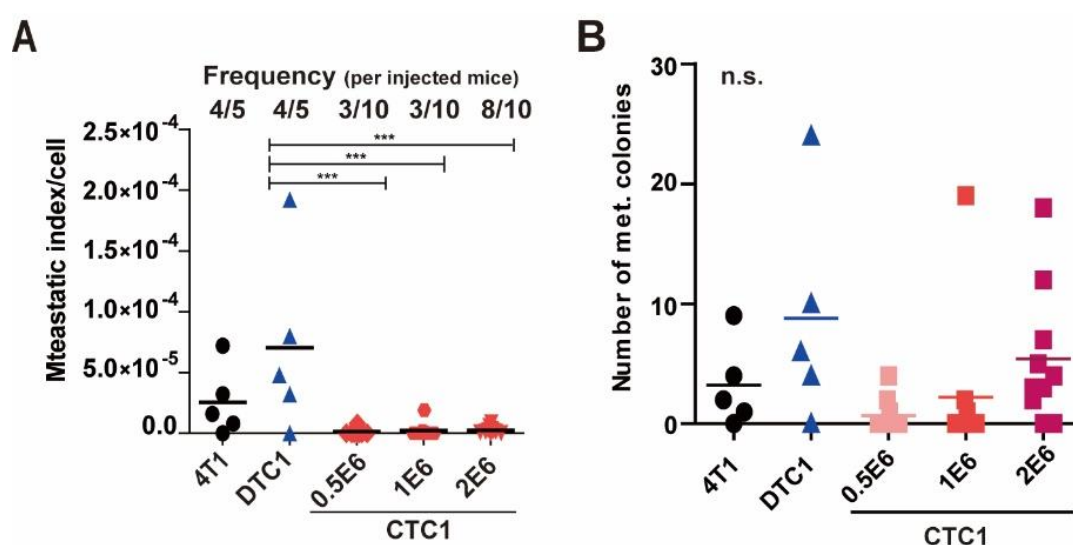 A
Frequency (per injected mice)
4/5 4/5 3/10 3/10 8/10
***
***
***
Mteastatic index/cell
2.5×10⁻⁴
2.0×10⁻⁴
1.5×10⁻⁴
1.0×10⁻⁴
5.0×10⁻⁵
0.0
4T1 DTC1 0.5E6 1E6 2E6
CTC1
B
n.s.
Number of met. colonies
30
20
10
0
4T1 DTC1 0.5E6 1E6 2E6
CTC1